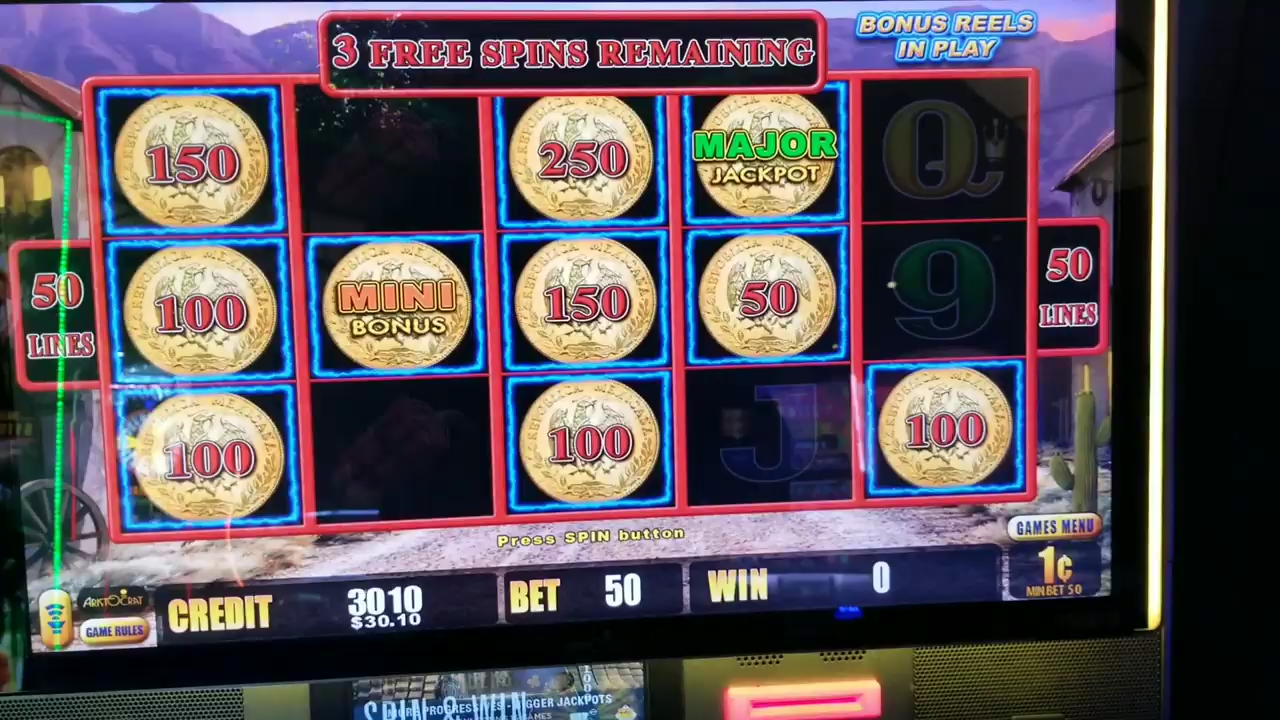 3 FREE SPINS REMAINING
BONUS REELS
IN PLAY
150
250
MAJOR
JACKPOT
Q
50
LINES
100
MINI
BONUS
150
50
9
50
LINES
100
100
J
100
Press SPIN button
GAMES MENU
ARISTOCRAT
GAME RULES
CREDIT
3010
$30.10
BET
50
WIN
0
1¢
MIN BET 50